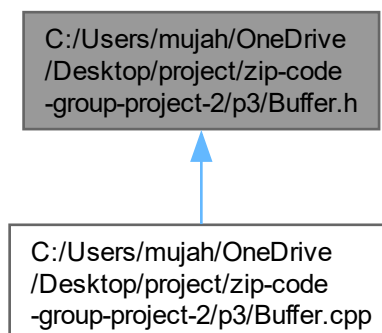 C:/Users/mujah/OneDrive
/Desktop/project/zip-code
-group-project-2/p3/Buffer.h
C:/Users/mujah/OneDrive
/Desktop/project/zip-code
-group-project-2/p3/Buffer.cpp